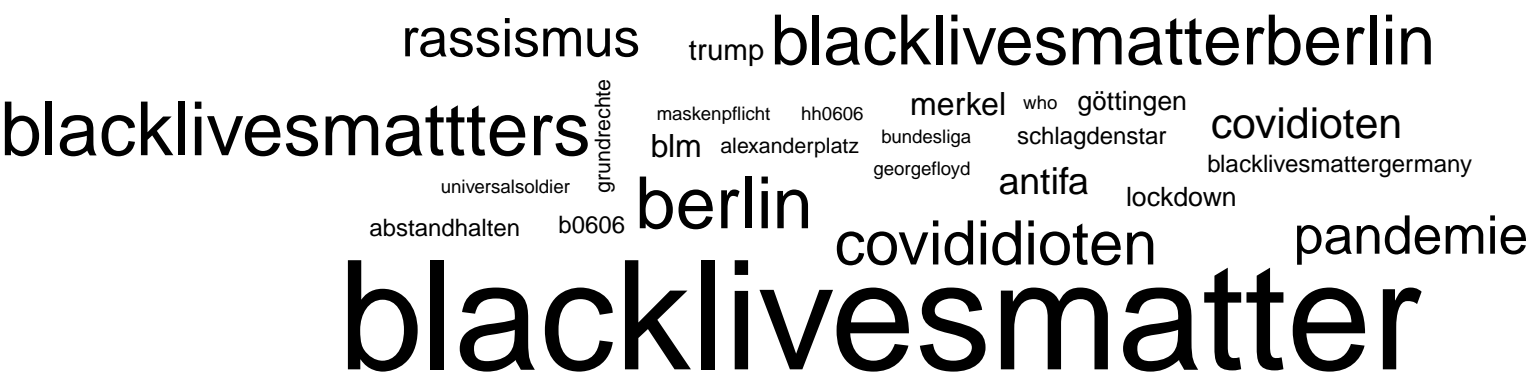 rassismus
trump
blacklivesmatterberlin
blacklivesmattters
grundrechte
maskenpflicht
hh0606
merkel
who
göttingen
covidioten
blm
alexanderplatz
bundesliga
schlagdenstar
georgefloyd
blacklivesmattergermany
universalsoldier
berlin
antifa
lockdown
abstandhalten
b0606
covididioten
pandemie
blacklivesmatter